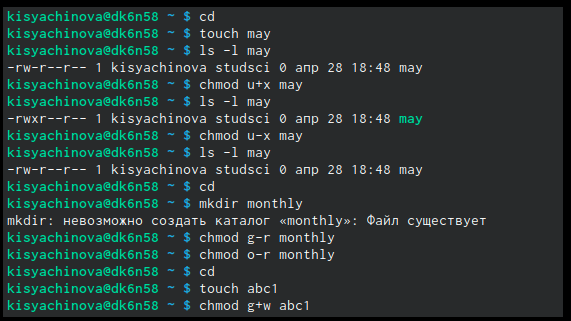 kisyachinova@dk6n58 ~ $ cd
kisyachinova@dk6n58 ~ $ touch may
kisyachinova@dk6n58 ~ $ ls -l may
-rw-r--r-- 1 kisyachinova studsci 0 апр 28 18:48 may
kisyachinova@dk6n58 ~ $ chmod u+x may
kisyachinova@dk6n58 ~ $ ls -l may
-rwxr--r-- 1 kisyachinova studsci 0 апр 28 18:48 may
kisyachinova@dk6n58 ~ $ chmod u-x may
kisyachinova@dk6n58 ~ $ ls -l may
-rw-r--r-- 1 kisyachinova studsci 0 апр 28 18:48 may
kisyachinova@dk6n58 ~ $ cd
kisyachinova@dk6n58 ~ $ mkdir monthly
mkdir: невозможно создать каталог «monthly»: Файл существует
kisyachinova@dk6n58 ~ $ chmod g-r monthly
kisyachinova@dk6n58 ~ $ chmod o-r monthly
kisyachinova@dk6n58 ~ $ cd
kisyachinova@dk6n58 ~ $ touch abc1
kisyachinova@dk6n58 ~ $ chmod g+w abc1